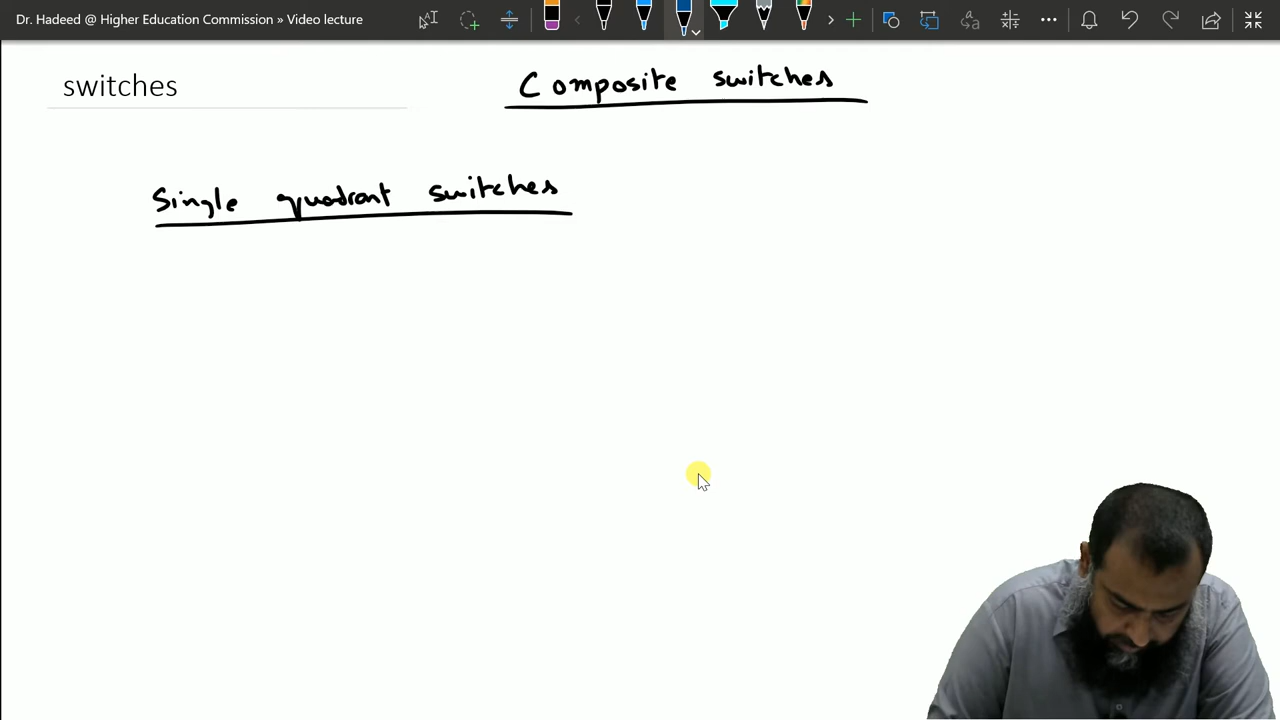 Dr. Hadeed @ Higher Education Commission » Video lecture
switches
Composite switches
Single quadrant switches